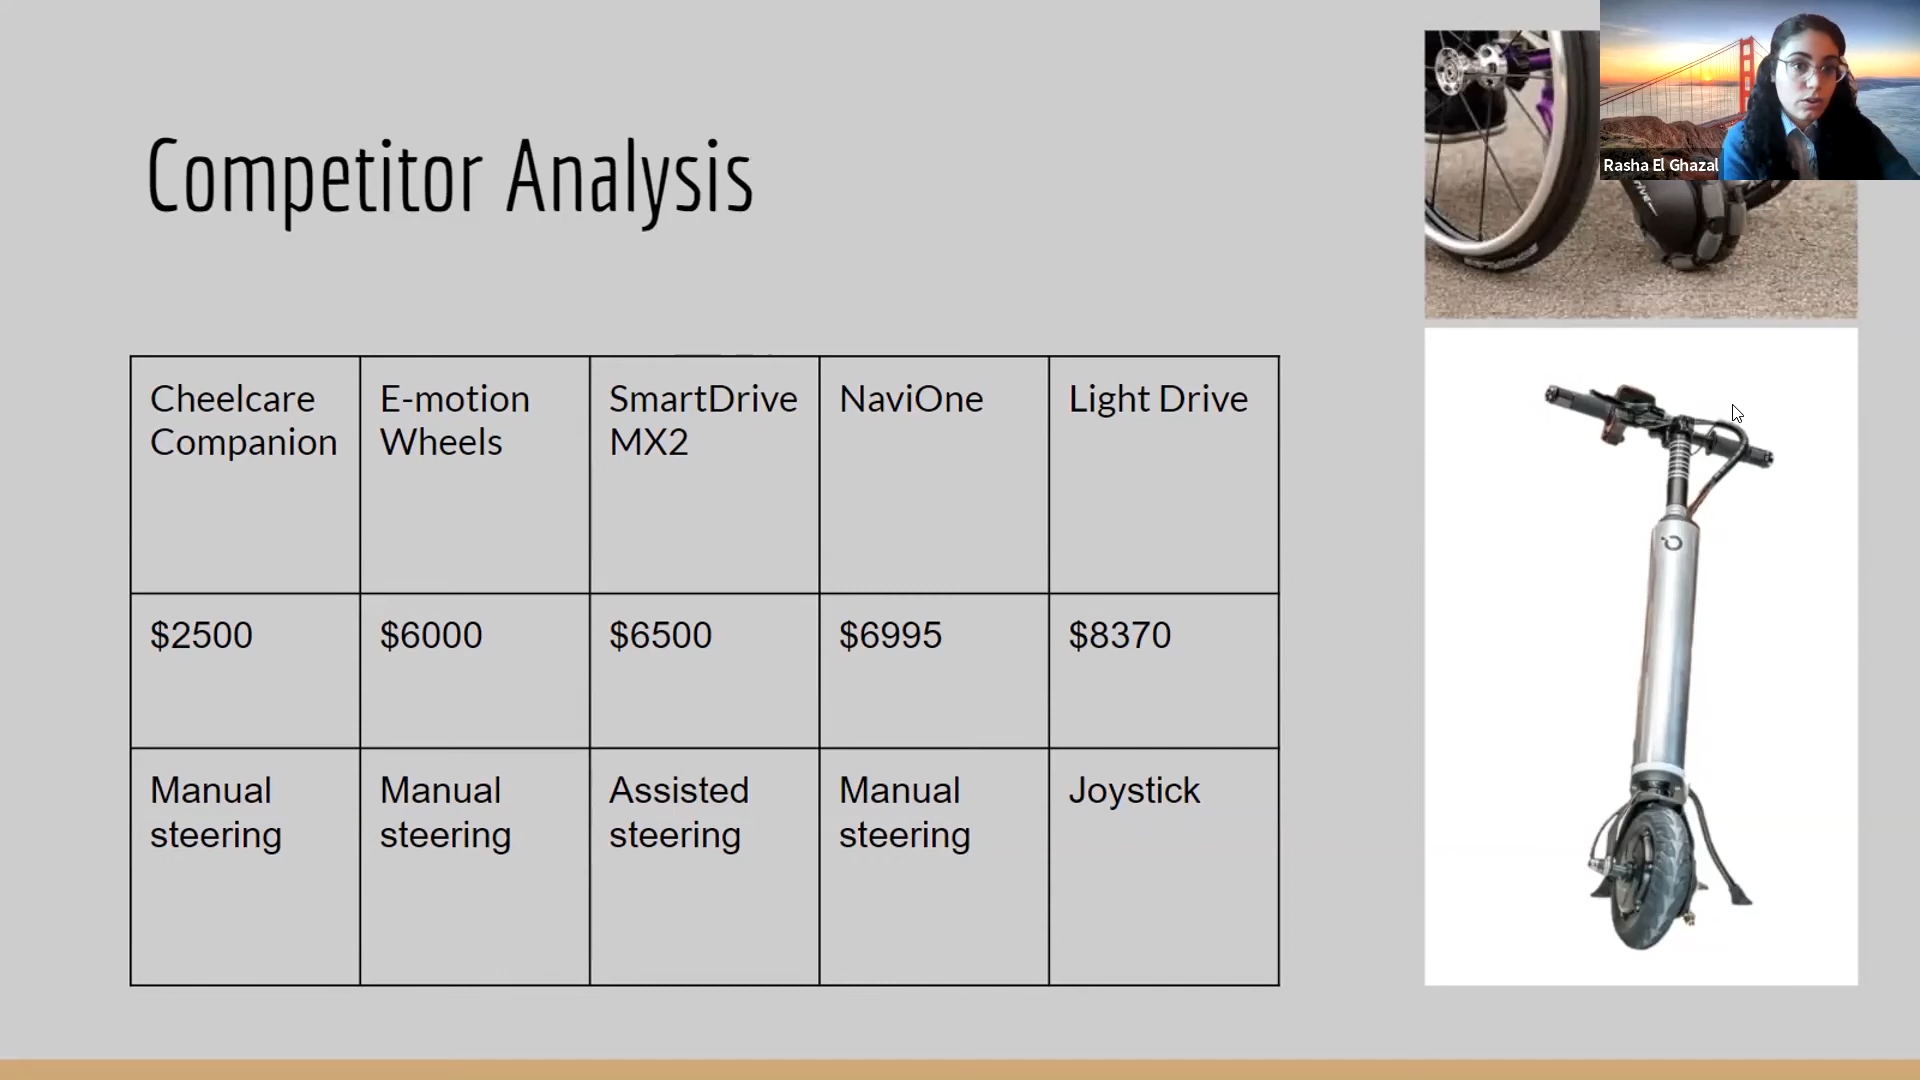 Competitor Analysis
Rasha El Ghazal
Cheelcare
Companion
E-motion
Wheels
SmartDrive
MX2
NaviOne
Light Drive
$2500
$6000
$6500
$6995
$8370
Manual
steering
Manual
steering
Assisted
steering
Manual
steering
Joystick